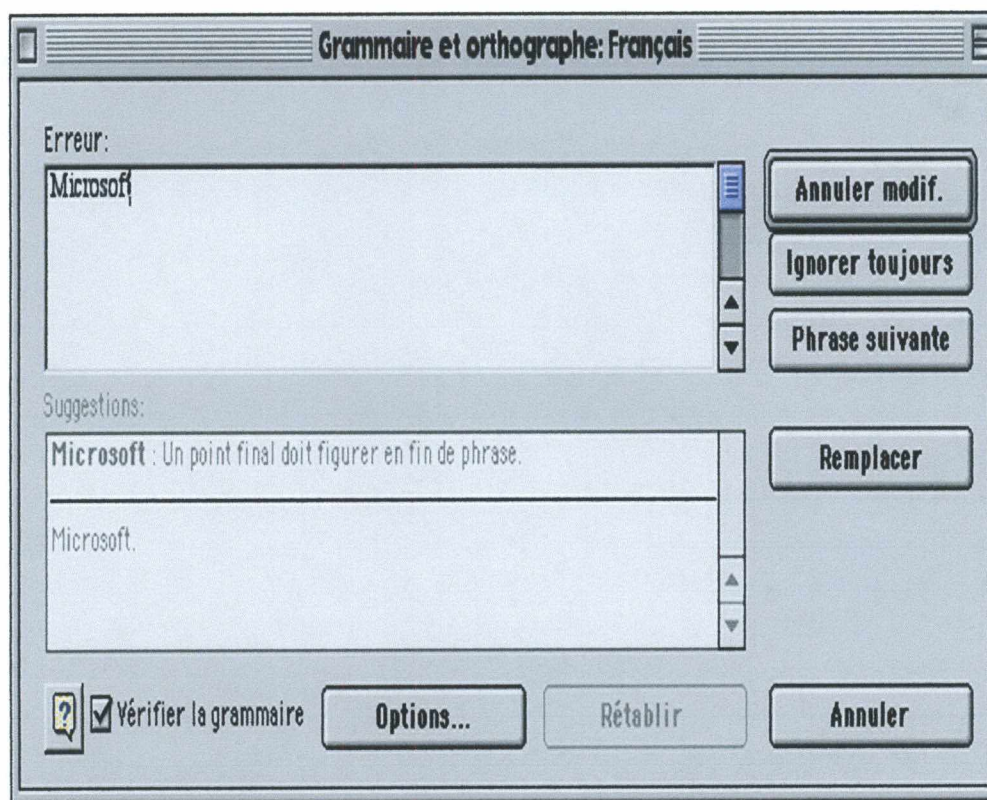 Grammaire et orthographe: Français
Erreur:
Microsoft
Annuler modif.
Ignorer toujours
Phrase suivante
Suggestions:
Microsoft : Un point final doit figurer en fin de phrase.
Microsoft.
Remplacer
?
Vérifier la grammaire
Options...
Rétablir
Annuler